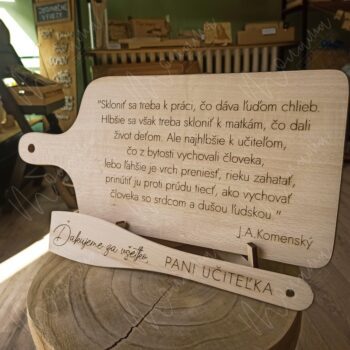 "Skloniť sa treba k práci, čo dáva ľuďom chlieb.
Hlbšie sa však treba skloniť k matkám, čo dali
život deťom. Ale najhlbšie k učiteľom,
čo z bytosti vychovali človeka,
lebo ľahšie je vrch preniesť, rieku zahatať,
prinútiť ju proti prúdu tiecť, ako vychovať
človeka so srdcom a dušou ľudskou."
J.A.Komenský
Ďakujeme za všetko,
PANI UČITEĽKA